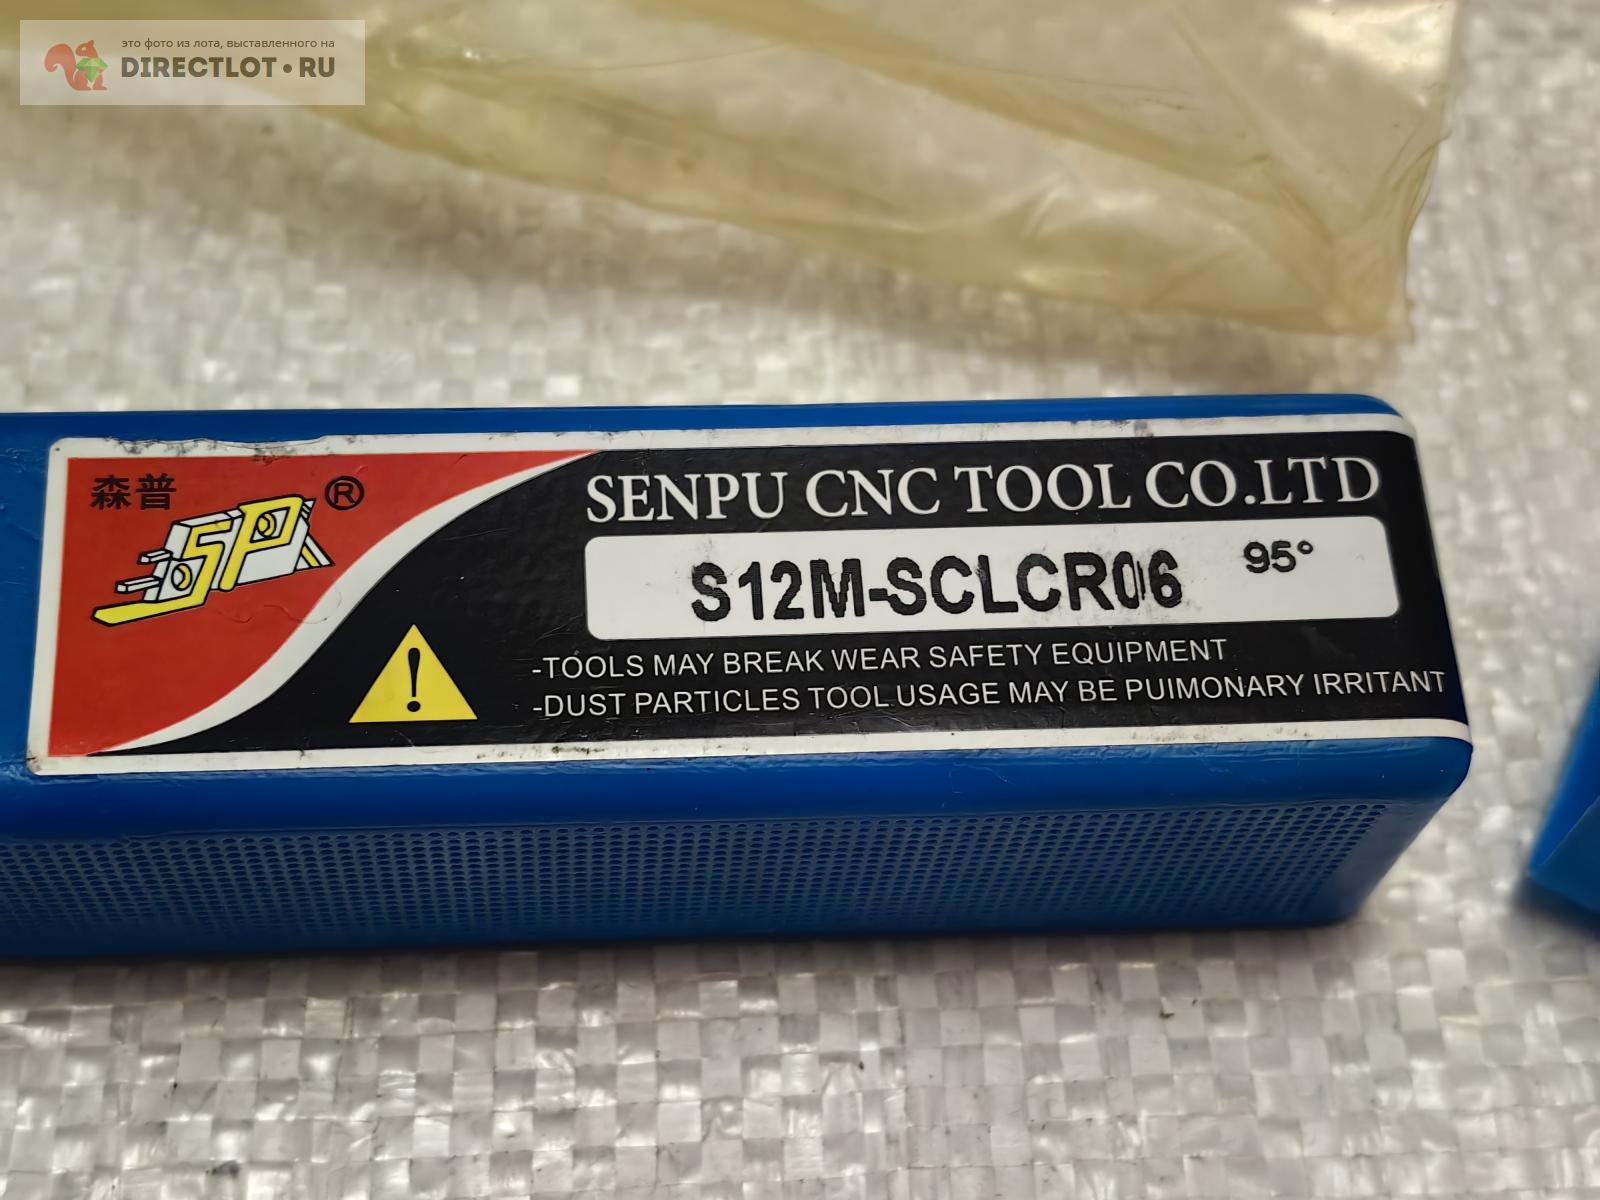 это фото из лота, выставленного на
DIRECTLOT•RU
森普
SP
®
SENPU CNC TOOL CO.LTD
S12M-SCLCR06 95°
-TOOLS MAY BREAK WEAR SAFETY EQUIPMENT
-DUST PARTICLES TOOL.USAGE MAY BE PUIMONARY IRRITANT